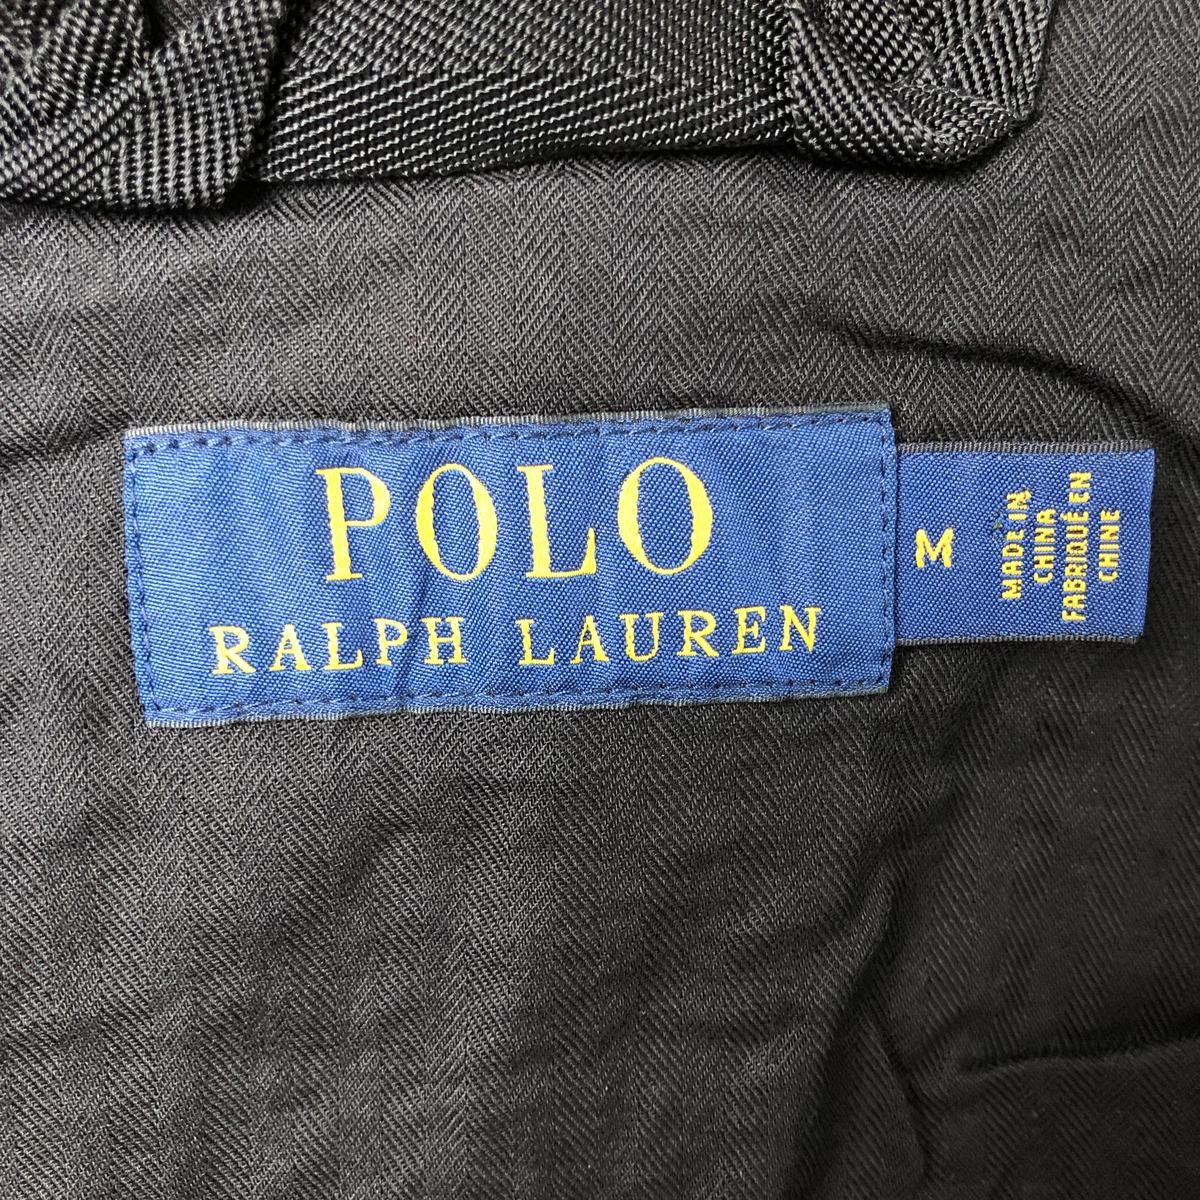 POLO
RALPH LAUREN
M
MADE IN
CHINA
FABRIQUÉ EN
CHINE